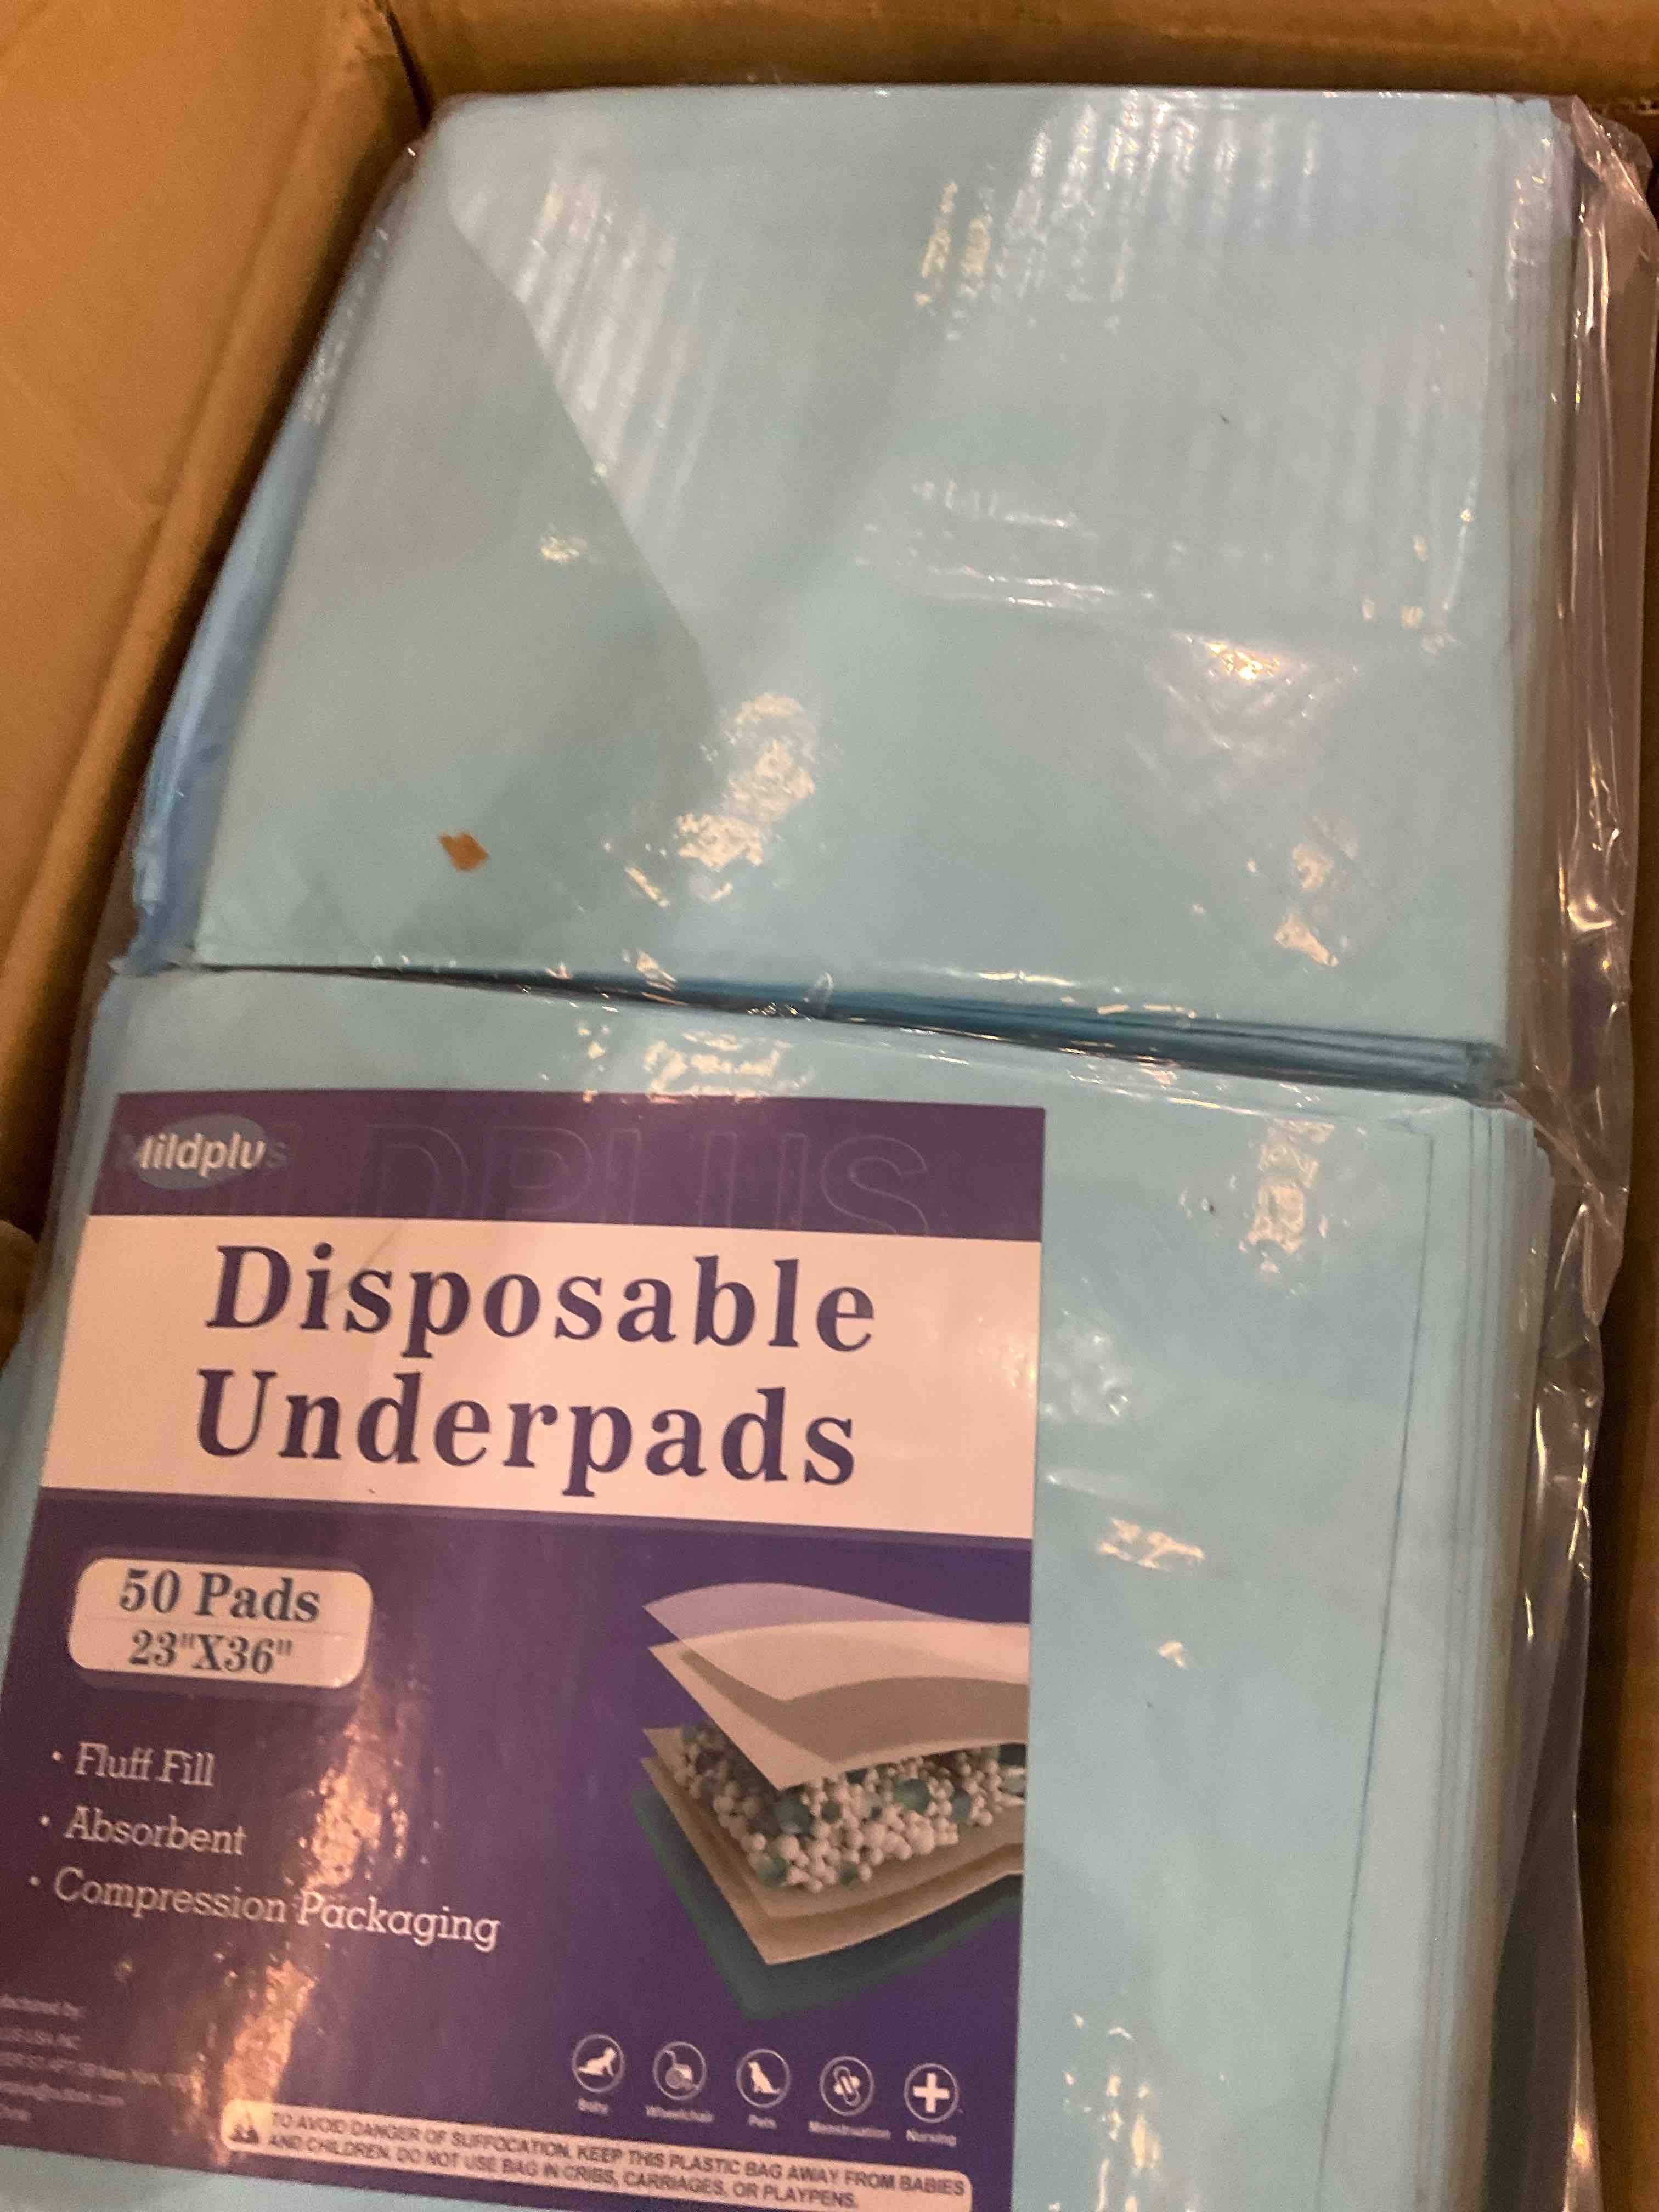 Mildplus
DPLUS
Disposable
Underpads
50 Pads
23"X36"
• Fluff Fill
• Absorbent
• Compression Packaging
Baby
Wheelchair
Pets
Menstruation
Nursing
TO AVOID DANGER OF SUFFOCATION, KEEP THIS PLASTIC BAG AWAY FROM BABIES
AND CHILDREN. DO NOT USE BAG IN CRIBS, CARRIAGES, OR PLAYPENS.